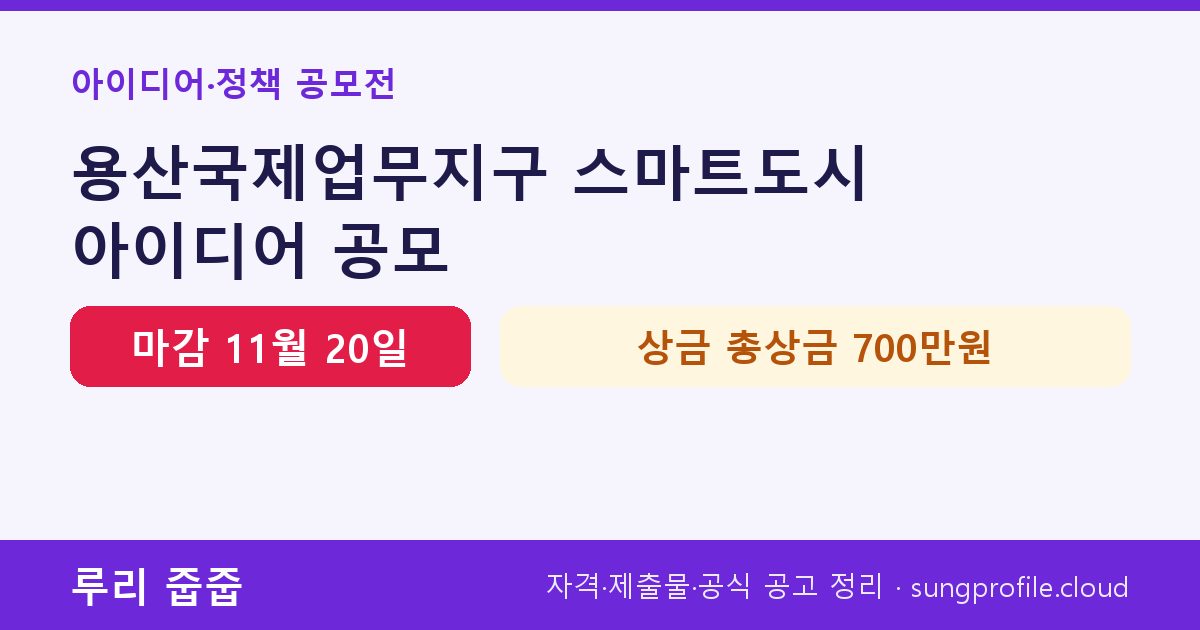 아이디어·정책 공모전
용산국제업무지구 스마트도시
아이디어 공모
마감 11월 20일
상금 총상금 700만원
루리 줍줍
자격·제출물·공식 공고 정리 · sungprofile.cloud